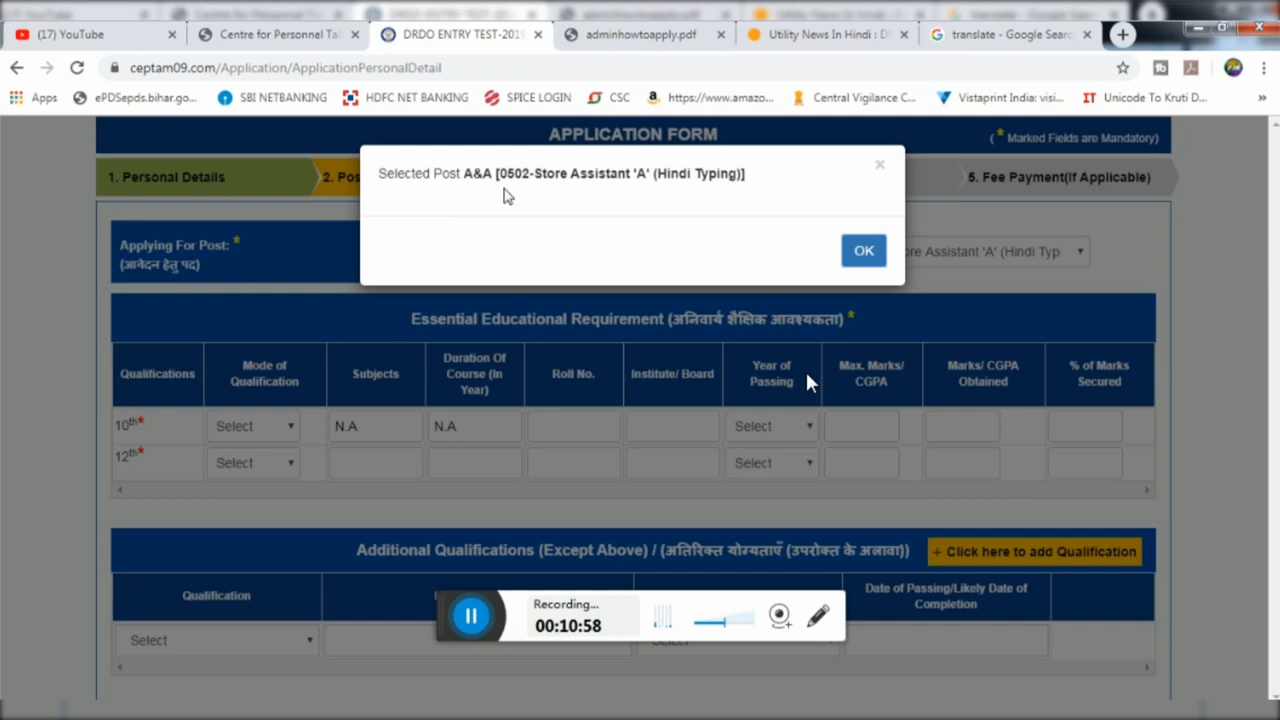 (17) YouTube
Centre for Personnel Tal
DRDO ENTRY TEST-2019
adminhowtoapply.pdf
Utility News In Hindi : D
translate - Google Searc
ceptam09.com/Application/ApplicationPersonalDetail
Apps
ePDSepds.bihar.go...
SBI NETBANKING
HDFC NET BANKING
SPICE LOGIN
CSC
https://www.amazo...
Central Vigilance C...
Vistaprint India: visi...
Unicode To Kruti D...
»
APPLICATION FORM
( * Marked Fields are Mandatory)
1. Personal Details
2. Pos
5. Fee Payment(If Applicable)
Selected Post A&A [0502-Store Assistant 'A' (Hindi Typing)]
×
OK
Applying For Post: *
(आवेदन हेतु पद)
ore Assistant 'A' (Hindi Typ
Essential Educational Requirement (अनिवार्य शैक्षिक आवश्यकता) *
Qualifications
Mode of Qualification
Subjects
Duration Of Course (In Year)
Roll No.
Institute/ Board
Year of Passing
Max. Marks/ CGPA
Marks/ CGPA Obtained
% of Marks Secured
10th*
Select
N.A
N.A
Select
12th*
Select
Select
Additional Qualifications (Except Above) / (अतिरिक्त योग्यताएँ (उपरोक्त के अलावा))
+ Click here to add Qualification
Qualification
Date of Passing/Likely Date of Completion
Select
Select
Recording...
00:10:58